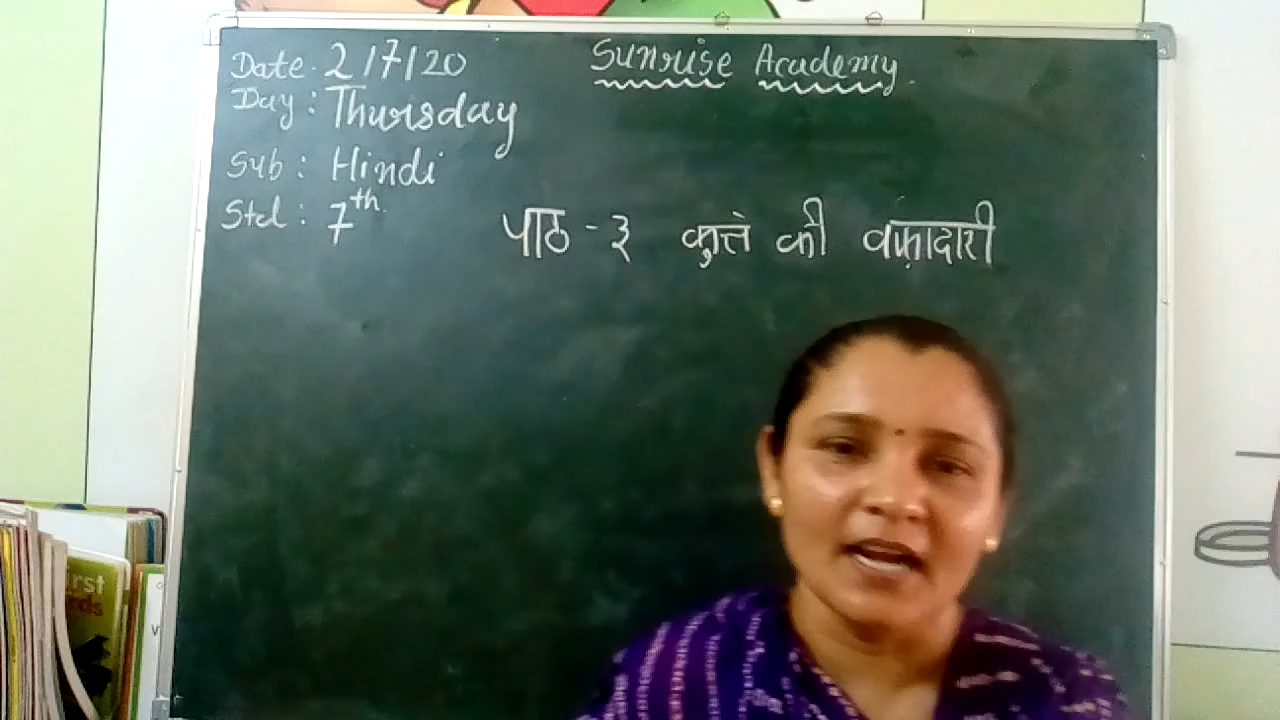 Sunrise Academy.
Date. 2/7/20
Day: Thursday
Sub: Hindi
Std: 7th.
पाठ - ३ कुत्ते की वफ़ादारी